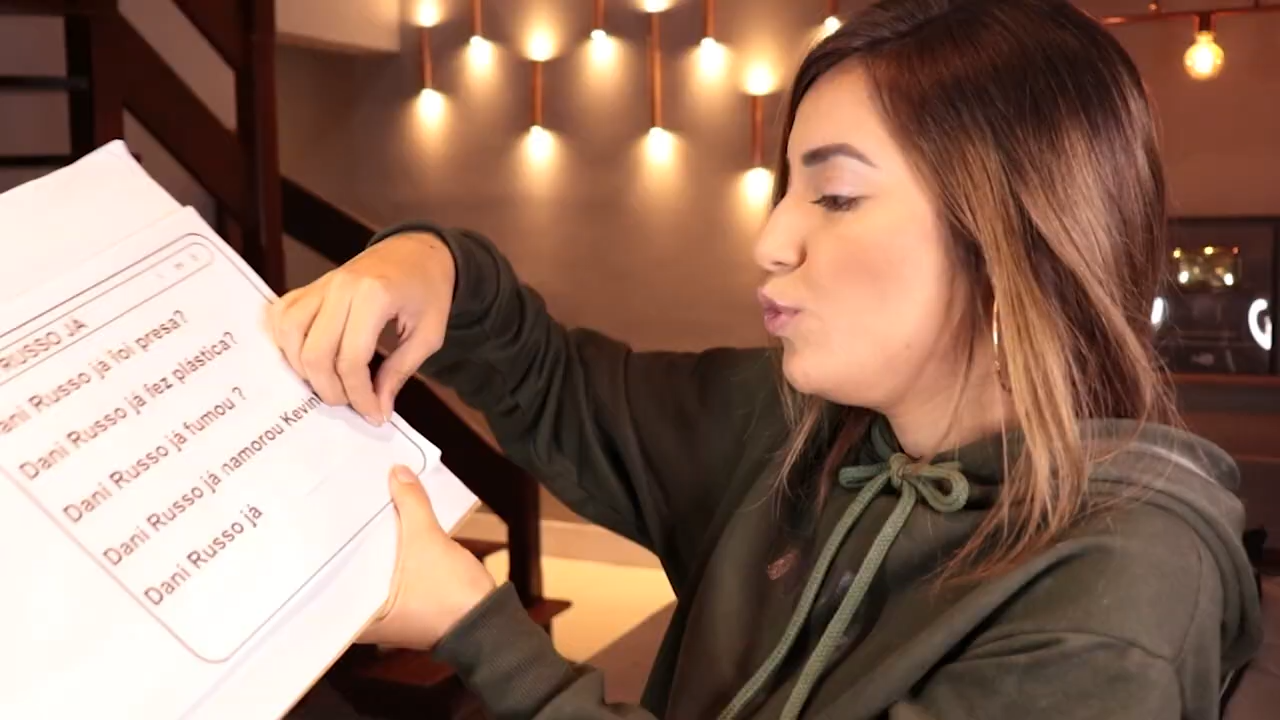 RUSSO JÁ
Dani Russo já foi presa?
Dani Russo já fez plástica?
Dani Russo já fumou ?
Dani Russo já namorou Kevin
Dani Russo já